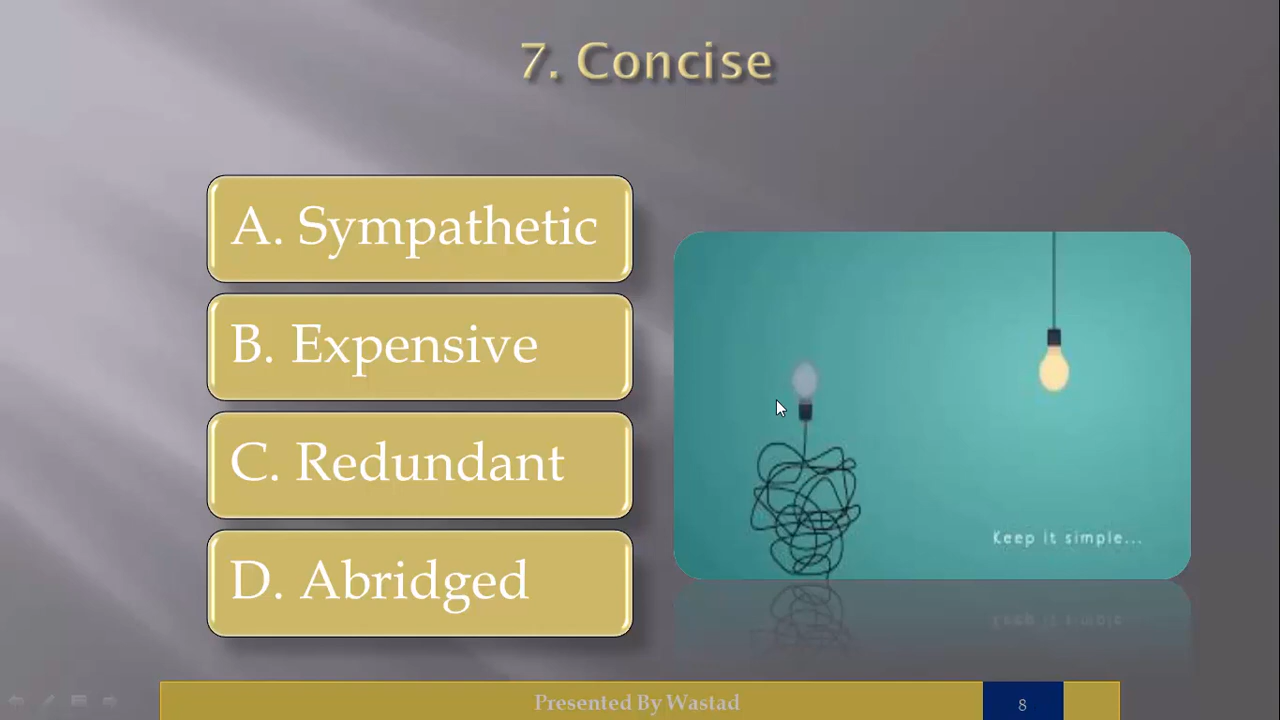 7. Concise
A. Sympathetic
B. Expensive
C. Redundant
D. Abridged
Keep it simple...
Presented By Wastad
8